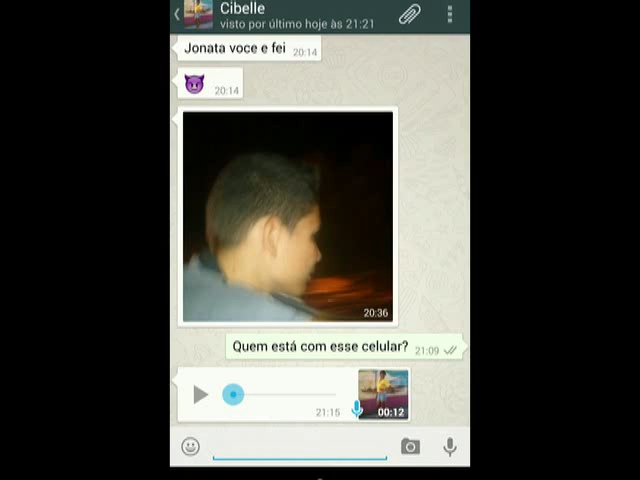 Cibelle
visto por último hoje às 21:21
Jonata voce e fei 20:14
20:14
20:36
Quem está com esse celular? 21:09
21:15 00:12